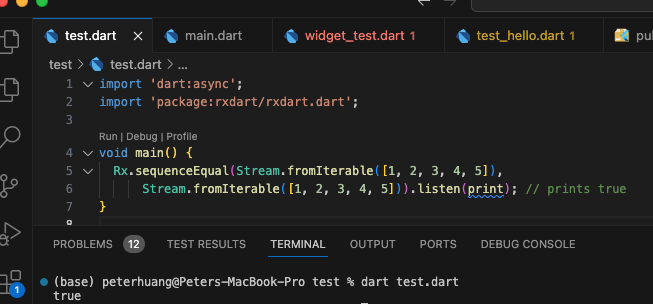 test.dart
main.dart
widget_test.dart 1
test_hello.dart 1
test > test.dart > ...
1 import 'dart:async';
2 import 'package:rxdart/rxdart.dart';
3
Run | Debug | Profile
4 void main() {
5 Rx.sequenceEqual(Stream.fromIterable([1, 2, 3, 4, 5]),
6 Stream.fromIterable([1, 2, 3, 4, 5])).listen(print); // prints true
7 }
8
PROBLEMS 12 TEST RESULTS TERMINAL OUTPUT PORTS DEBUG CONSOLE
(base) peterhuang@Peters-MacBook-Pro test % dart test.dart
true
1